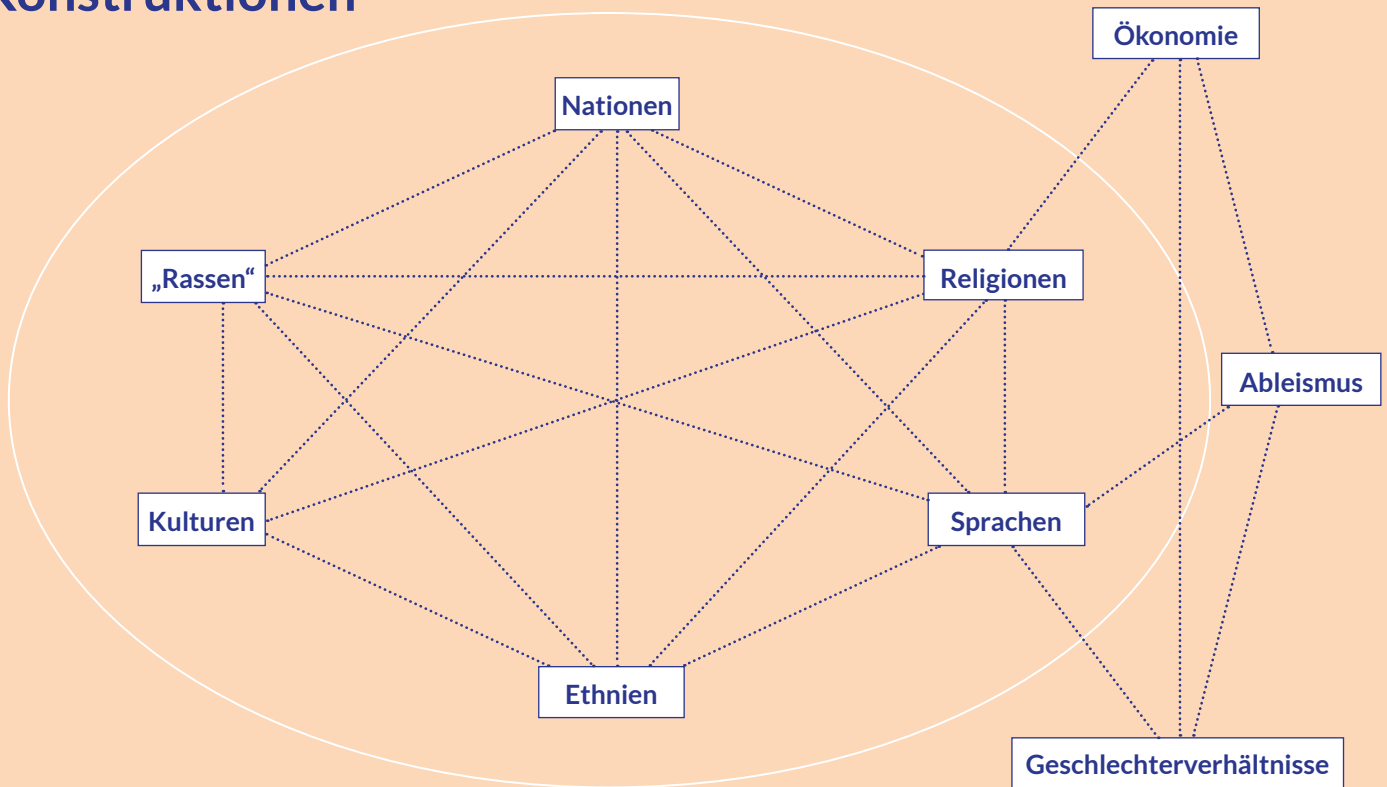 Konstruktionen
Ökonomie
Nationen
„Rassen“
Religionen
Ableismus
Kulturen
Sprachen
Ethnien
Geschlechterverhältnisse